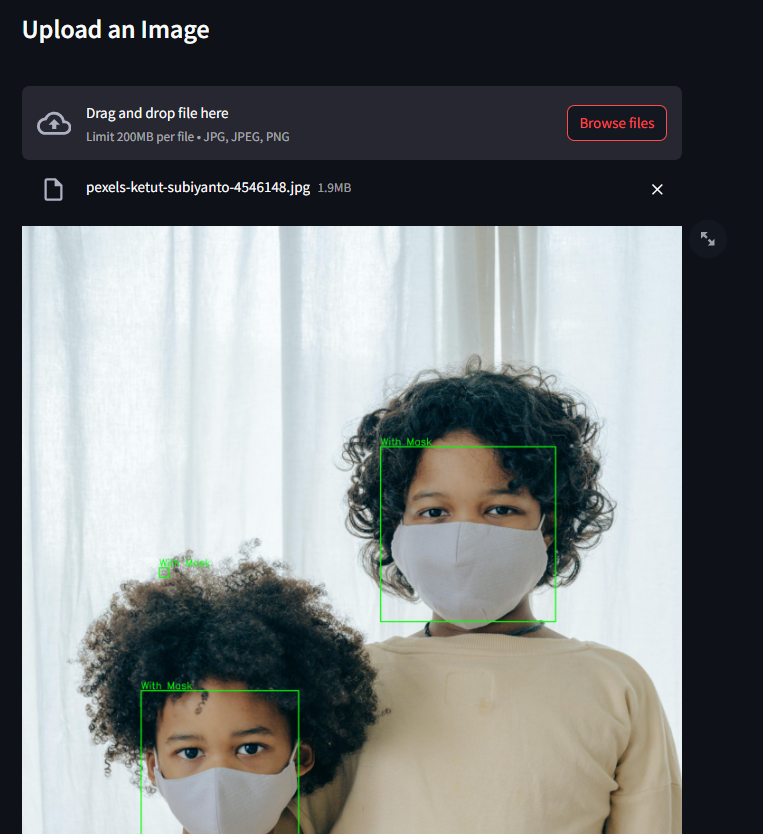 Upload an Image
Drag and drop file here
Limit 200MB per file • JPG, JPEG, PNG
Browse files
pexels-ketut-subiyanto-4546148.jpg 1.9MB
With Mask
With Mask
With Mask